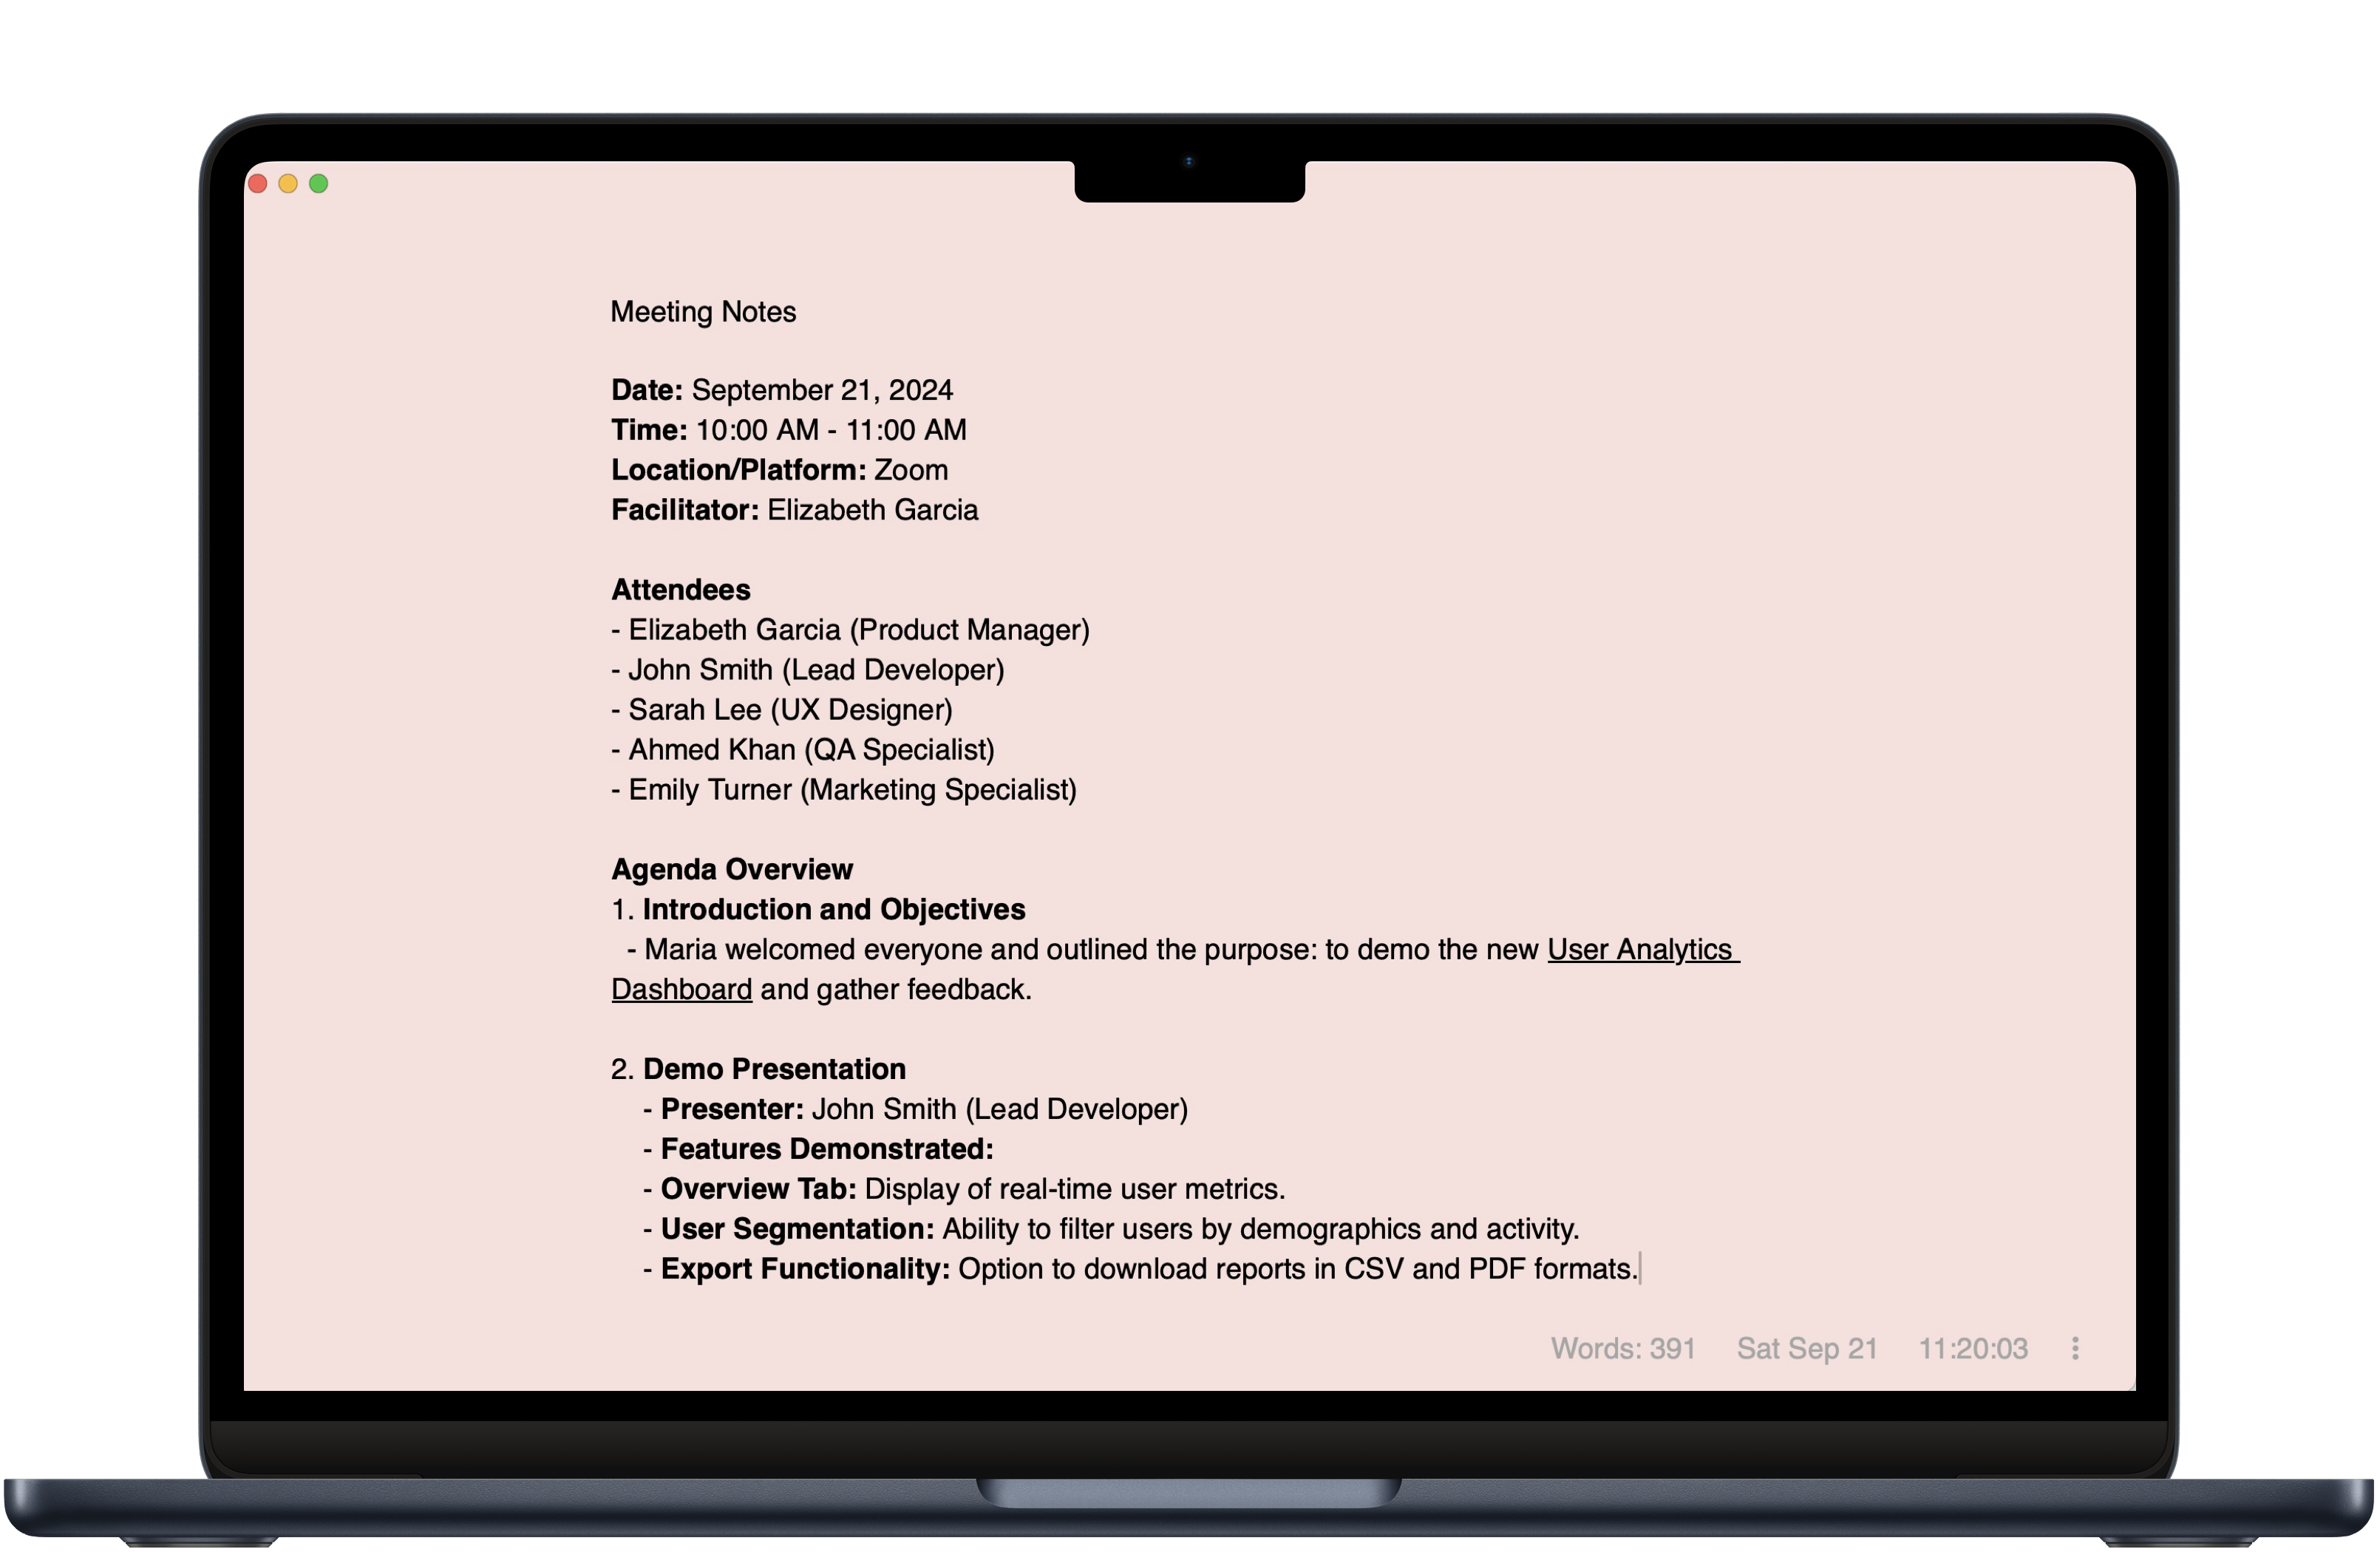 Meeting Notes
Date: September 21, 2024
Time: 10:00 AM - 11:00 AM
Location/Platform: Zoom
Facilitator: Elizabeth Garcia
Attendees
- Elizabeth Garcia (Product Manager)
- John Smith (Lead Developer)
- Sarah Lee (UX Designer)
- Ahmed Khan (QA Specialist)
- Emily Turner (Marketing Specialist)
Agenda Overview
1. Introduction and Objectives
- Maria welcomed everyone and outlined the purpose: to demo the new User Analytics
Dashboard and gather feedback.
2. Demo Presentation
- Presenter: John Smith (Lead Developer)
- Features Demonstrated:
- Overview Tab: Display of real-time user metrics.
- User Segmentation: Ability to filter users by demographics and activity.
- Export Functionality: Option to download reports in CSV and PDF formats.
Words: 391 Sat Sep 21 11:20:03